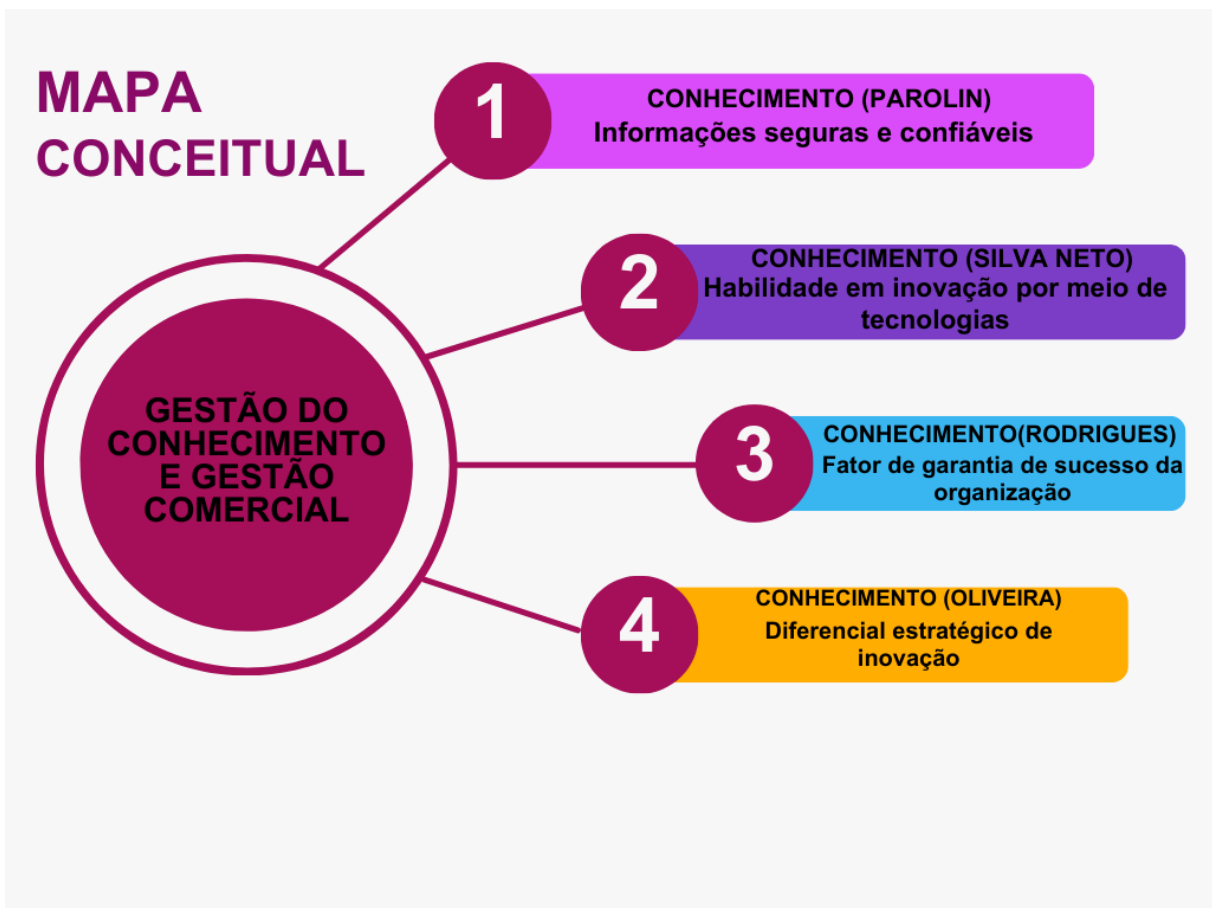 MAPA
CONCEITUAL
1
CONHECIMENTO (PAROLIN)
Informações seguras e confiáveis
2
CONHECIMENTO (SILVA NETO)
Habilidade em inovação por meio de
tecnologias
GESTÃO DO
CONHECIMENTO
E GESTÃO
COMERCIAL
3
CONHECIMENTO(RODRIGUES)
Fator de garantia de sucesso da
organização
4
CONHECIMENTO (OLIVEIRA)
Diferencial estratégico de
inovação